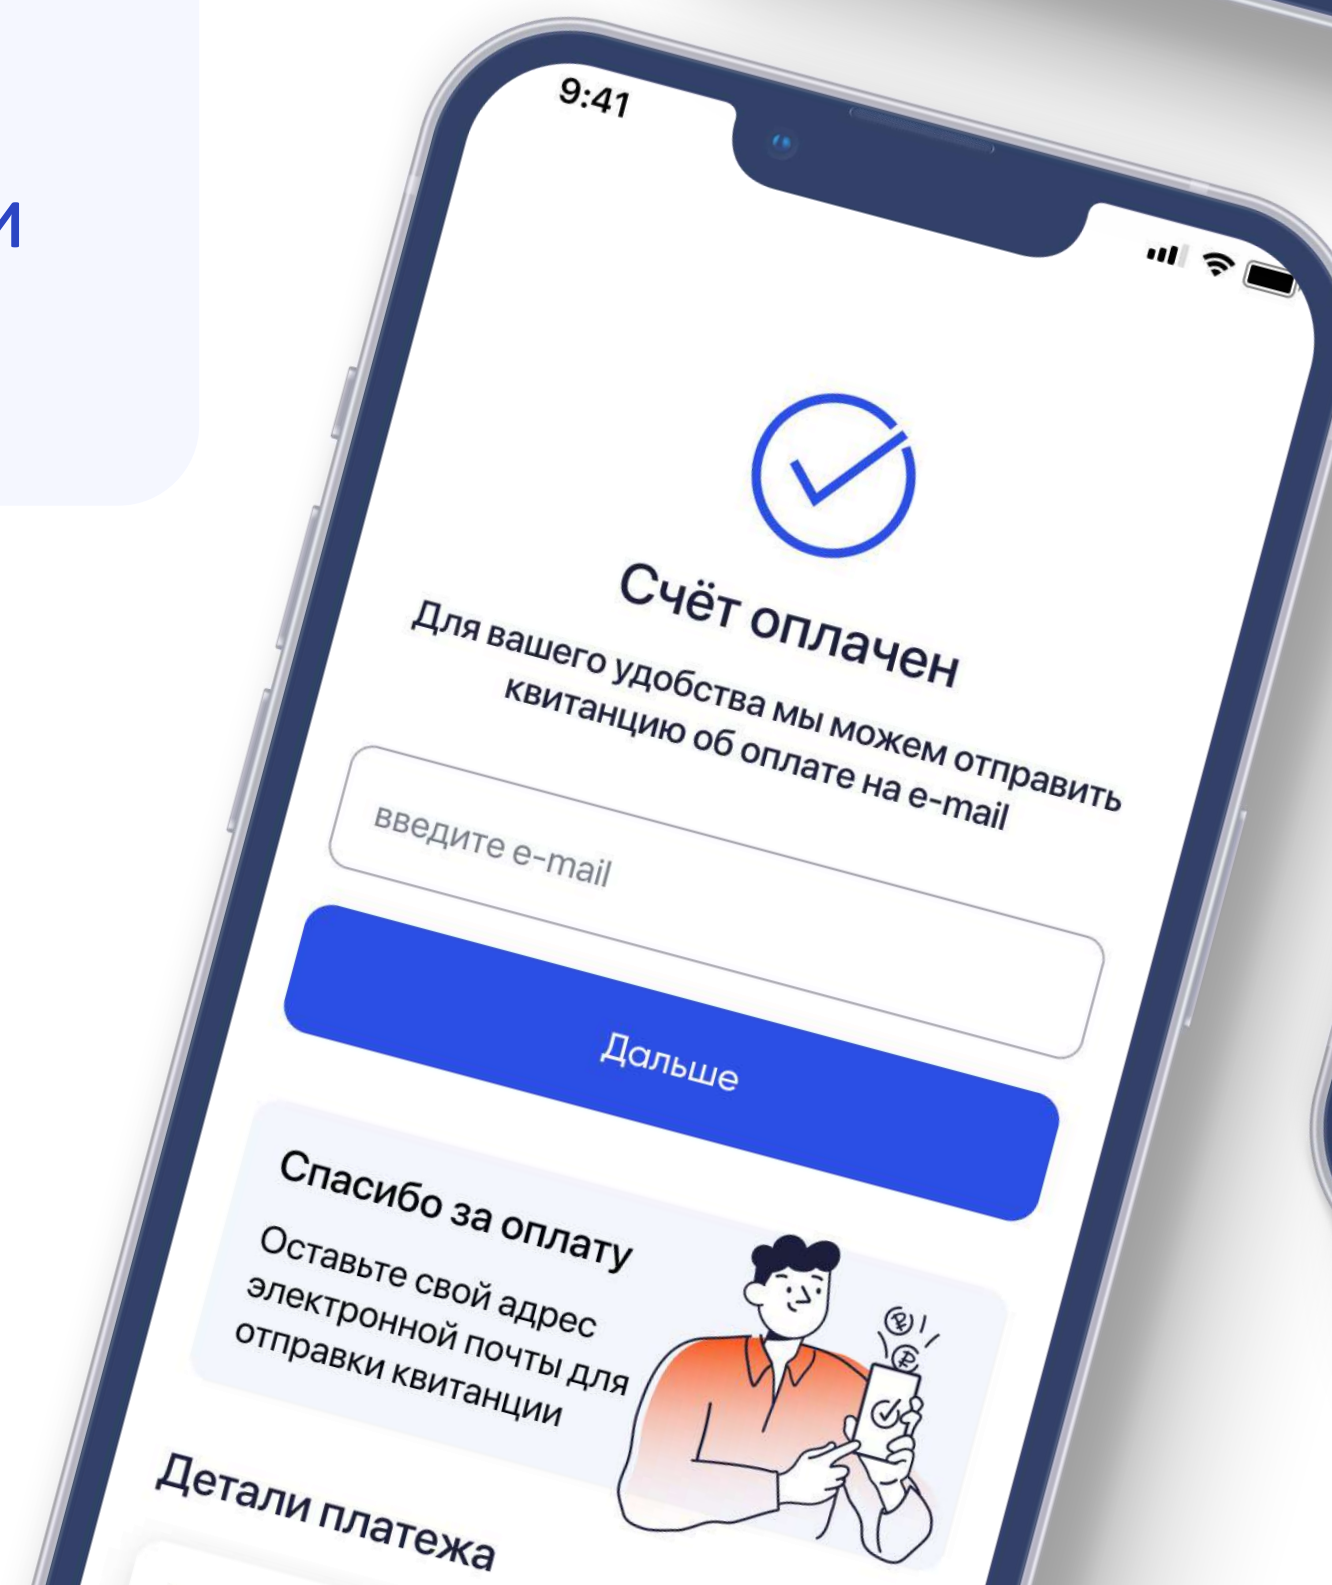 9:41
Счёт оплачен
Для вашего удобства мы можем отправить
квитанцию об оплате на e-mail
введите e-mail
Дальше
Спасибо за оплату
Оставьте свой адрес
электронной почты для
отправки квитанции
Детали платежа